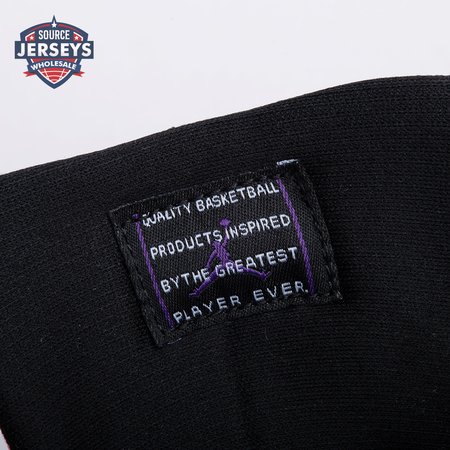 SOURCE
JERSEYS
WHOLESALE
QUALITY BASKETBALL
PRODUCTS INSPIRED
BY THE GREATEST
PLAYER EVER.